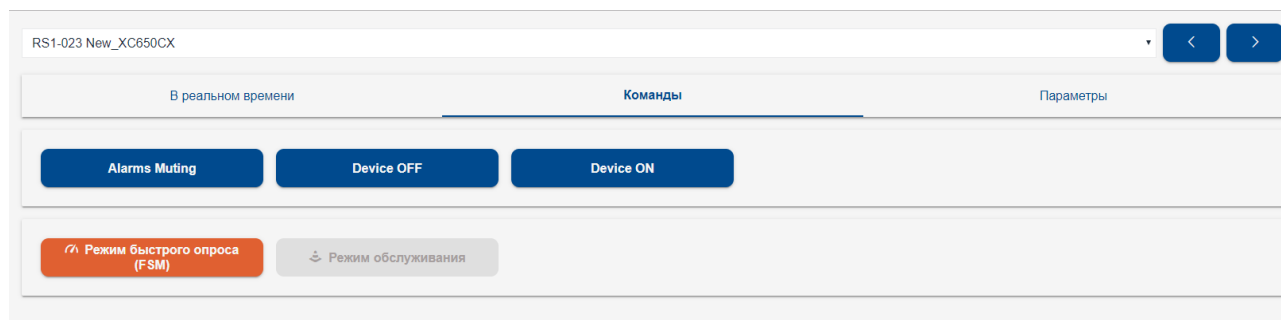 RS1-023 New_XC650CX
В реальном времени
Команды
Параметры
Alarms Muting
Device OFF
Device ON
Режим быстрого опроса
(FSM)
Режим обслуживания